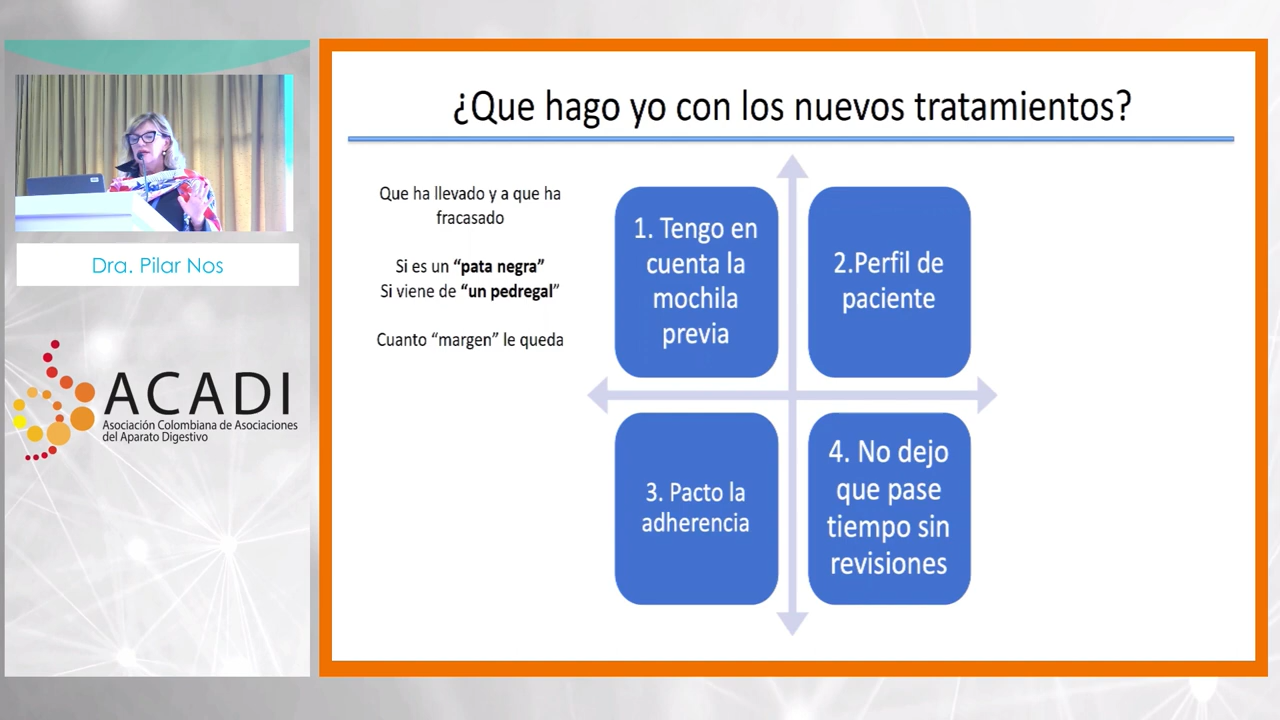 Dra. Pilar Nos
ACADI
Asociación Colombiana de Asociaciones
del Aparato Digestivo
¿Que hago yo con los nuevos tratamientos?
Que ha llevado y a que ha
fracasado
Si es un “pata negra”
Si viene de “un pedregal”
Cuanto “margen” le queda
1. Tengo en
cuenta la
mochila
previa
2.Perfil de
paciente
3. Pacto la
adherencia
4. No dejo
que pase
tiempo sin
revisiones